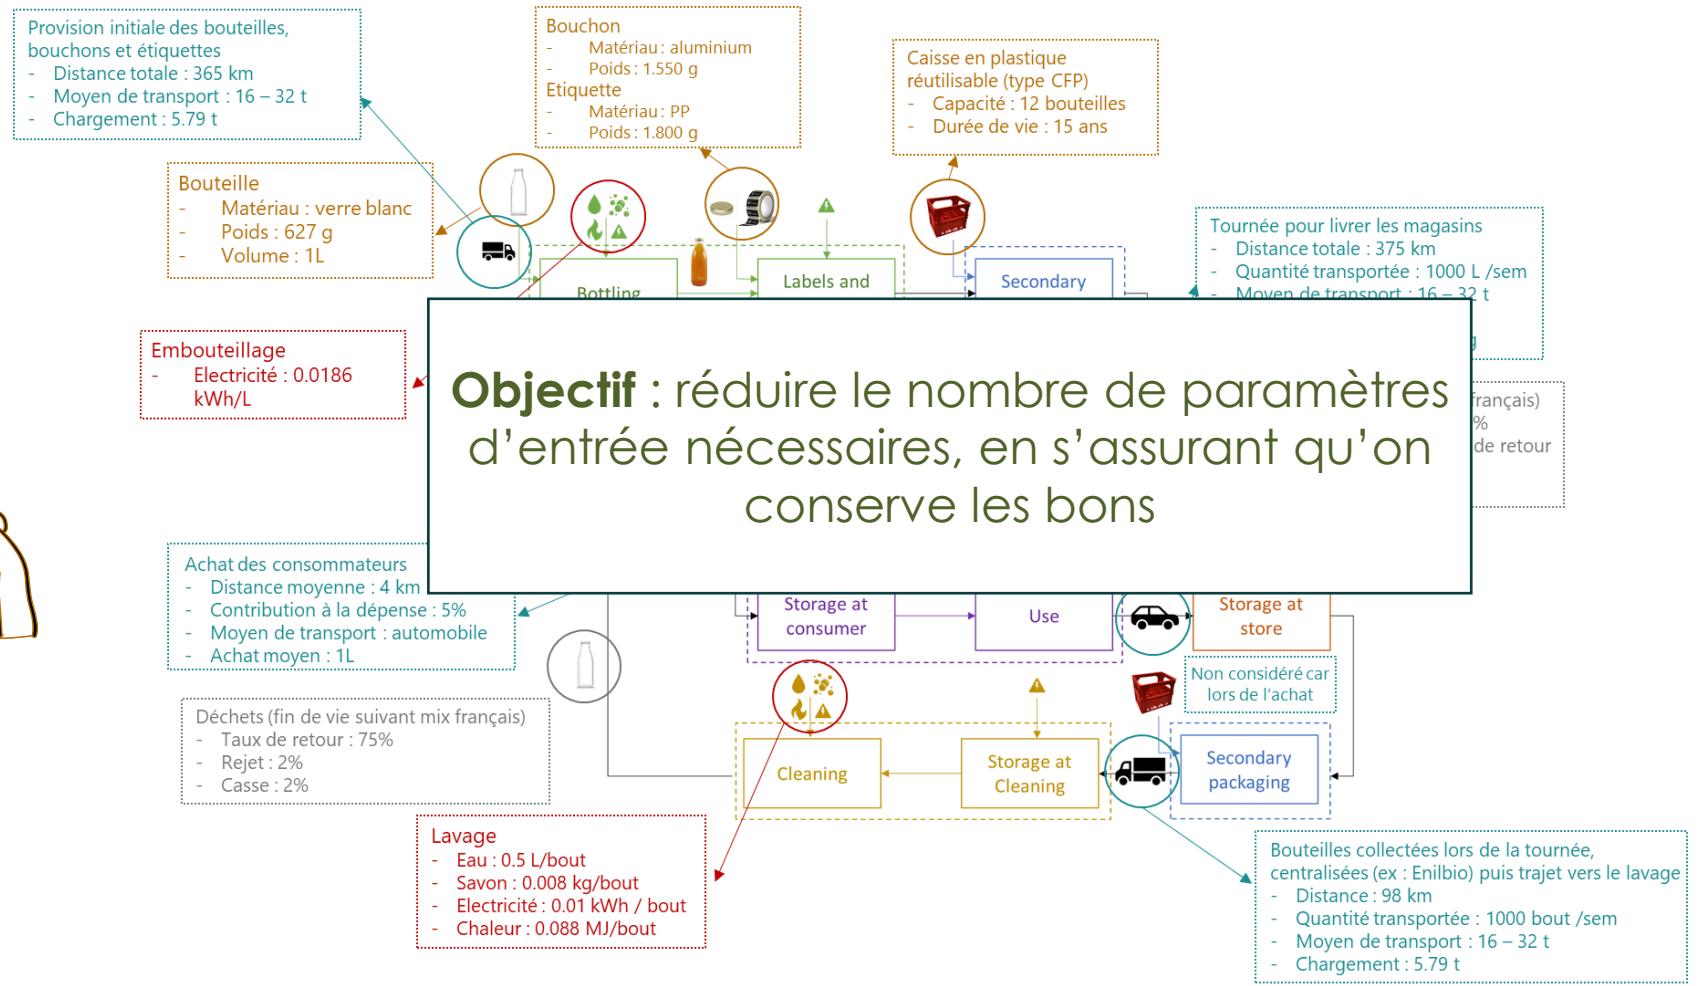 Provision initiale des bouteilles,
bouchons et étiquettes
- Distance totale : 365 km
- Moyen de transport : 16 – 32 t
- Chargement : 5.79 t
Bouchon
- Matériau : aluminium
- Poids : 1.550 g
Etiquette
- Matériau : PP
- Poids : 1.800 g
Caisse en plastique
réutilisable (type CFP)
- Capacité : 12 bouteilles
- Durée de vie : 15 ans
Bouteille
- Matériau : verre blanc
- Poids : 627 g
- Volume : 1L
Tournée pour livrer les magasins
- Distance totale : 375 km
- Quantité transportée : 1000 L /sem
- Moyen de transport : 16 – 32 t
Bottling
Labels and
Secondary
Embouteillage
- Electricité : 0.0186
kWh/L
Objectif : réduire le nombre de paramètres
d'entrée nécessaires, en s'assurant qu'on
conserve les bons
français)
%
de retour
Achat des consommateurs
- Distance moyenne : 4 km
- Contribution à la dépense : 5%
- Moyen de transport : automobile
- Achat moyen : 1L
Storage at
consumer
Use
Storage at
store
Non considéré car
lors de l'achat
Déchets (fin de vie suivant mix français)
- Taux de retour : 75%
- Rejet : 2%
- Casse : 2%
Cleaning
Storage at
Cleaning
Secondary
packaging
Lavage
- Eau : 0.5 L/bout
- Savon : 0.008 kg/bout
- Electricité : 0.01 kWh / bout
- Chaleur : 0.088 MJ/bout
Bouteilles collectées lors de la tournée,
centralisées (ex : Enilbio) puis trajet vers le lavage
- Distance : 98 km
- Quantité transportée : 1000 bout /sem
- Moyen de transport : 16 – 32 t
- Chargement : 5.79 t